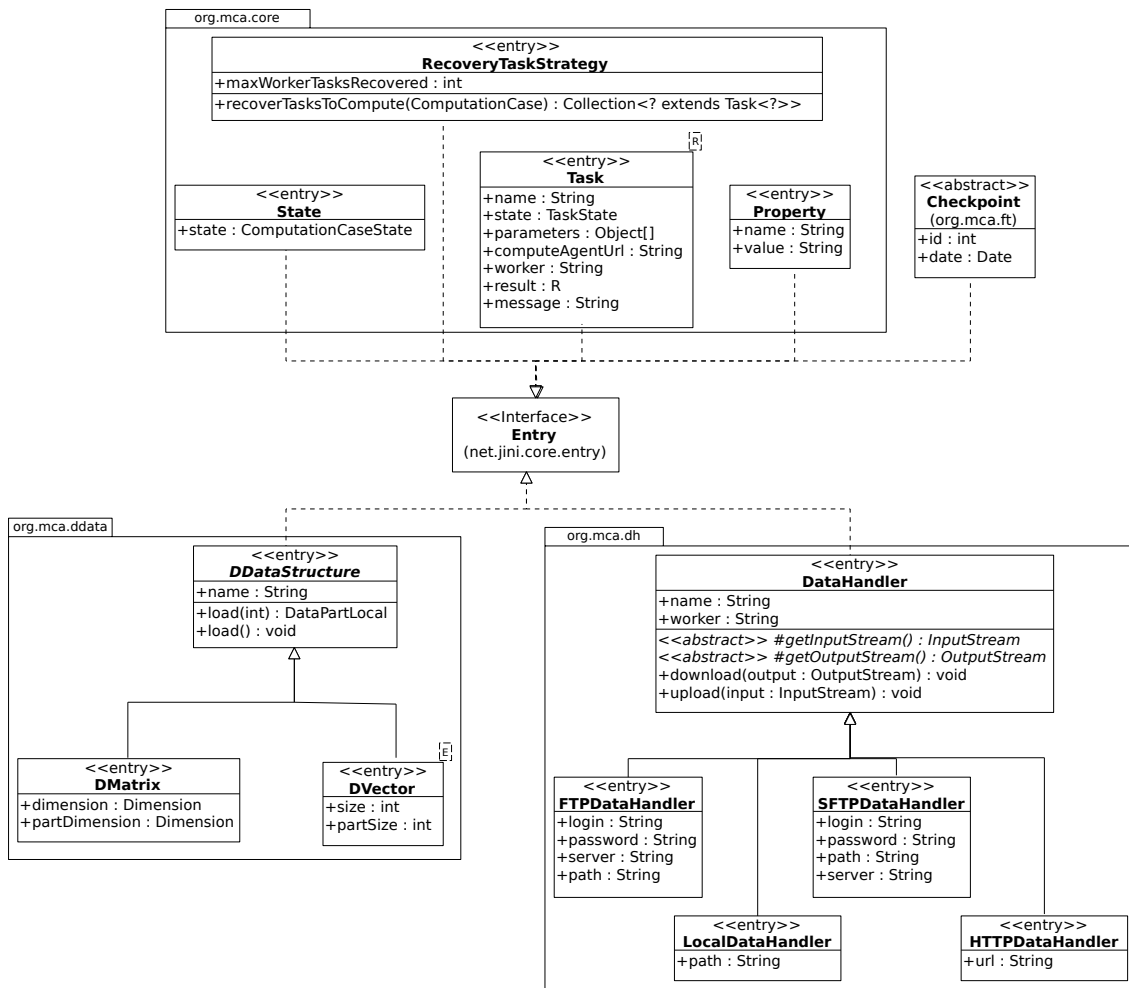 org.mca.core
<<entry>>
RecoveryTaskStrategy
+maxWorkerTasksRecovered : int
+recoverTasksToCompute(ComputationCase) : Collection<? extends Task<?>>
<<entry>>
State
+state : ComputationCaseState
R
<<entry>>
Task
+name : String
+state : TaskState
+parameters : Object[]
+computeAgentUrl : String
+worker : String
+result : R
+message : String
<<entry>>
Property
+name : String
+value : String
<<abstract>>
Checkpoint
(org.mca.ft)
+id : int
+date : Date
<<Interface>>
Entry
(net.jini.core.entry)
org.mca.ddata
<<entry>>
DDataStructure
+name : String
+load(int) : DataPartLocal
+load() : void
<<entry>>
DMatrix
+dimension : Dimension
+partDimension : Dimension
E
<<entry>>
DVector
+size : int
+partSize : int
org.mca.dh
<<entry>>
DataHandler
+name : String
+worker : String
<<abstract>> #getInputStream() : InputStream
<<abstract>> #getOutputStream() : OutputStream
+download(output : OutputStream) : void
+upload(input : InputStream) : void
<<entry>>
FTPDataHandler
+login : String
+password : String
+server : String
+path : String
<<entry>>
SFTPDataHandler
+login : String
+password : String
+path : String
+server : String
<<entry>>
LocalDataHandler
+path : String
<<entry>>
HTTPDataHandler
+url : String